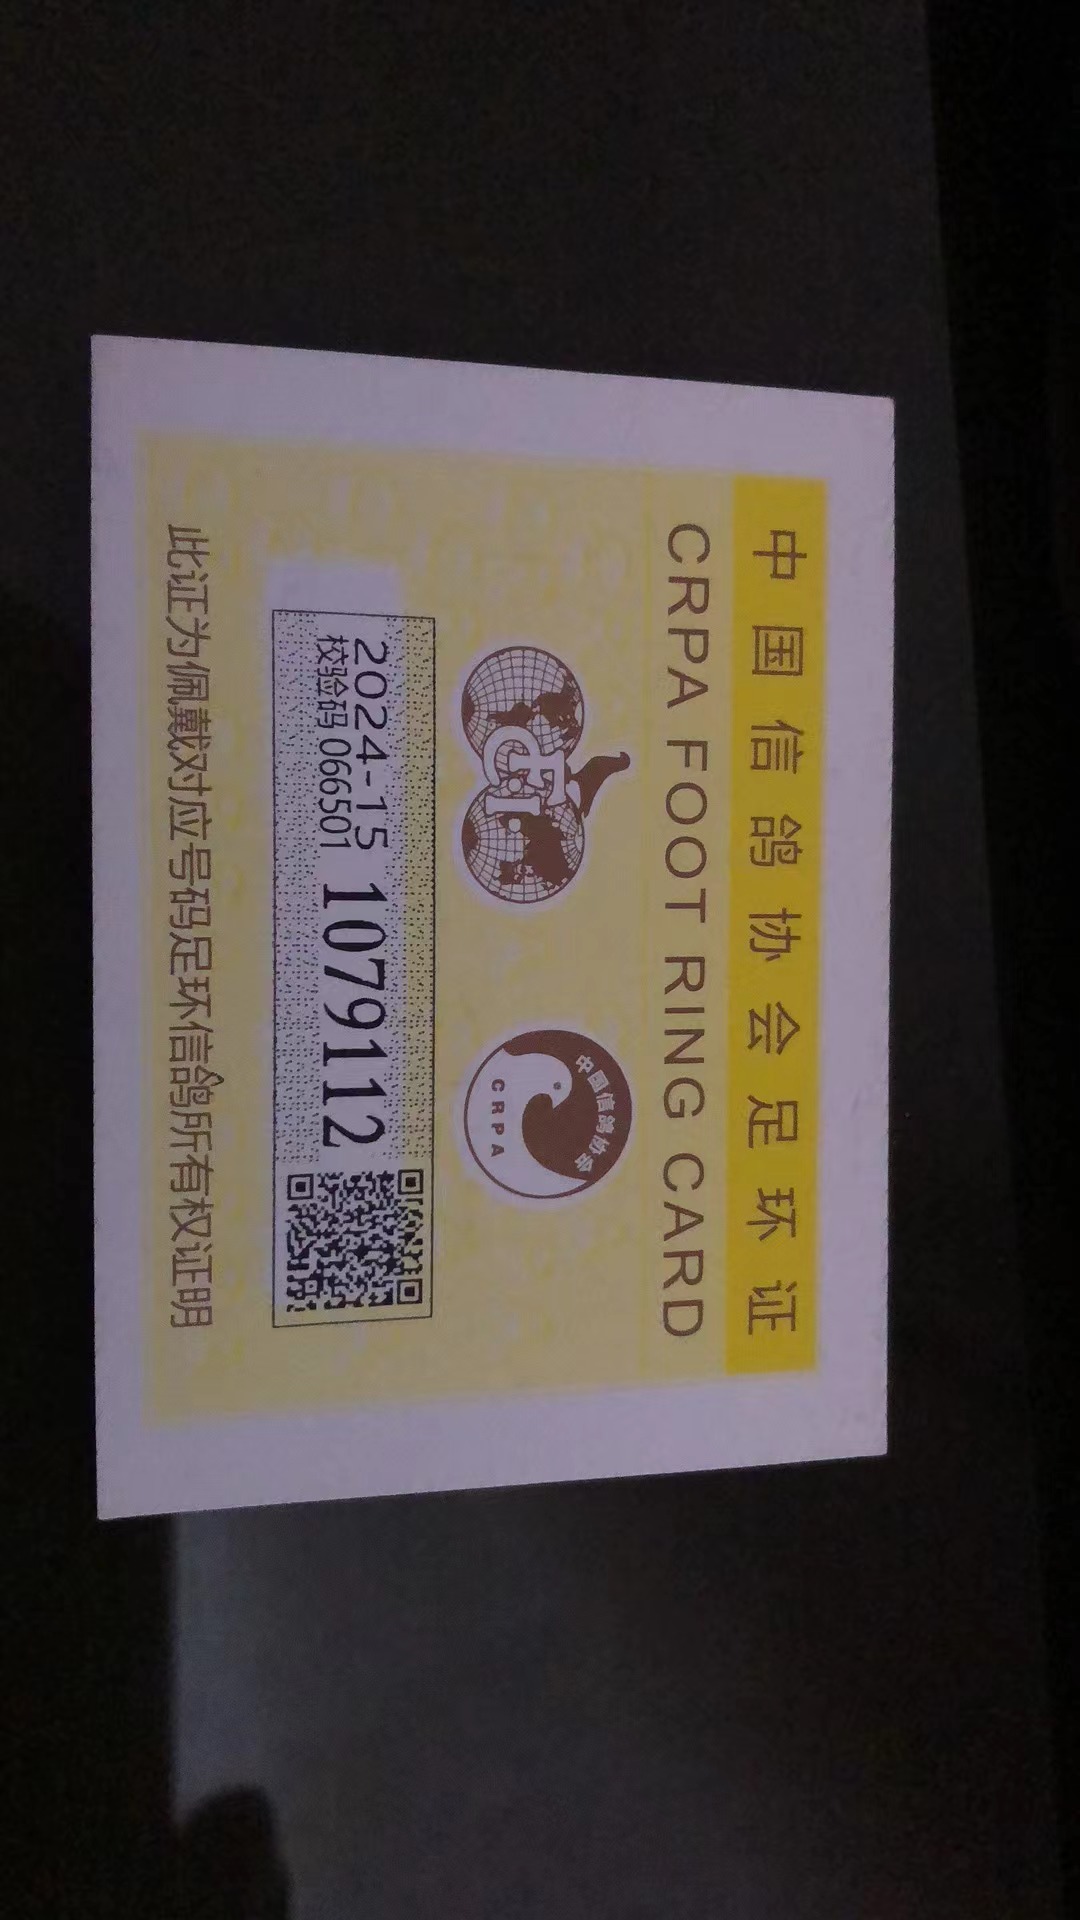 中国信鸽协会足环证
CRPA FOOT RING CARD
FCI
中国信鸽协会
CRPA
2024-15 1079112
校验码 066501
此证为佩戴对应号码足环信鸽所有权证明